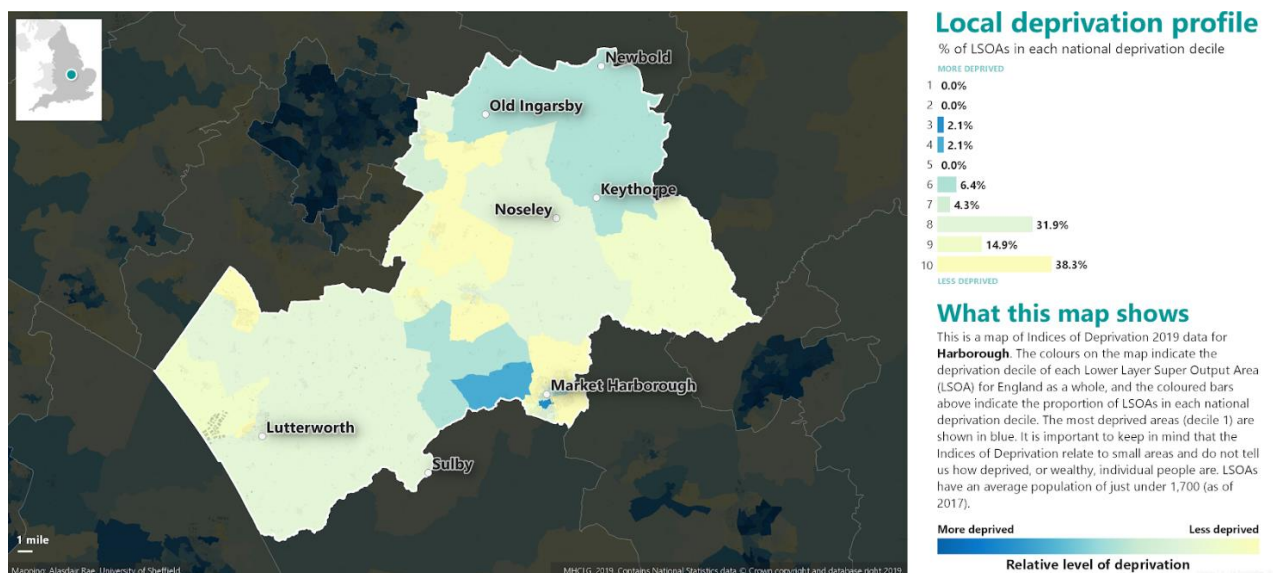 Newbold
Old Ingarsby
Keythorpe
Noseley
Market Harborough
Lutterworth
Sulby
1 mile
Mapping: Alasdair Rae, University of Sheffield
MHCLG, 2019. Contains National Statistics data © Crown copyright and database right 2019
Local deprivation profile
% of LSOAs in each national deprivation decile
MORE DEPRIVED
1 0.0%
2 0.0%
3 2.1%
4 2.1%
5 0.0%
6 6.4%
7 4.3%
8 31.9%
9 14.9%
10 38.3%
LESS DEPRIVED
What this map shows
This is a map of Indices of Deprivation 2019 data for
Harborough. The colours on the map indicate the
deprivation decile of each Lower Layer Super Output Area
(LSOA) for England as a whole, and the coloured bars
above indicate the proportion of LSOAs in each national
deprivation decile. The most deprived areas (decile 1) are
shown in blue. It is important to keep in mind that the
Indices of Deprivation relate to small areas and do not tell
us how deprived, or wealthy, individual people are. LSOAs
have an average population of just under 1,700 (as of
2017).
More deprived Less deprived
Relative level of deprivation